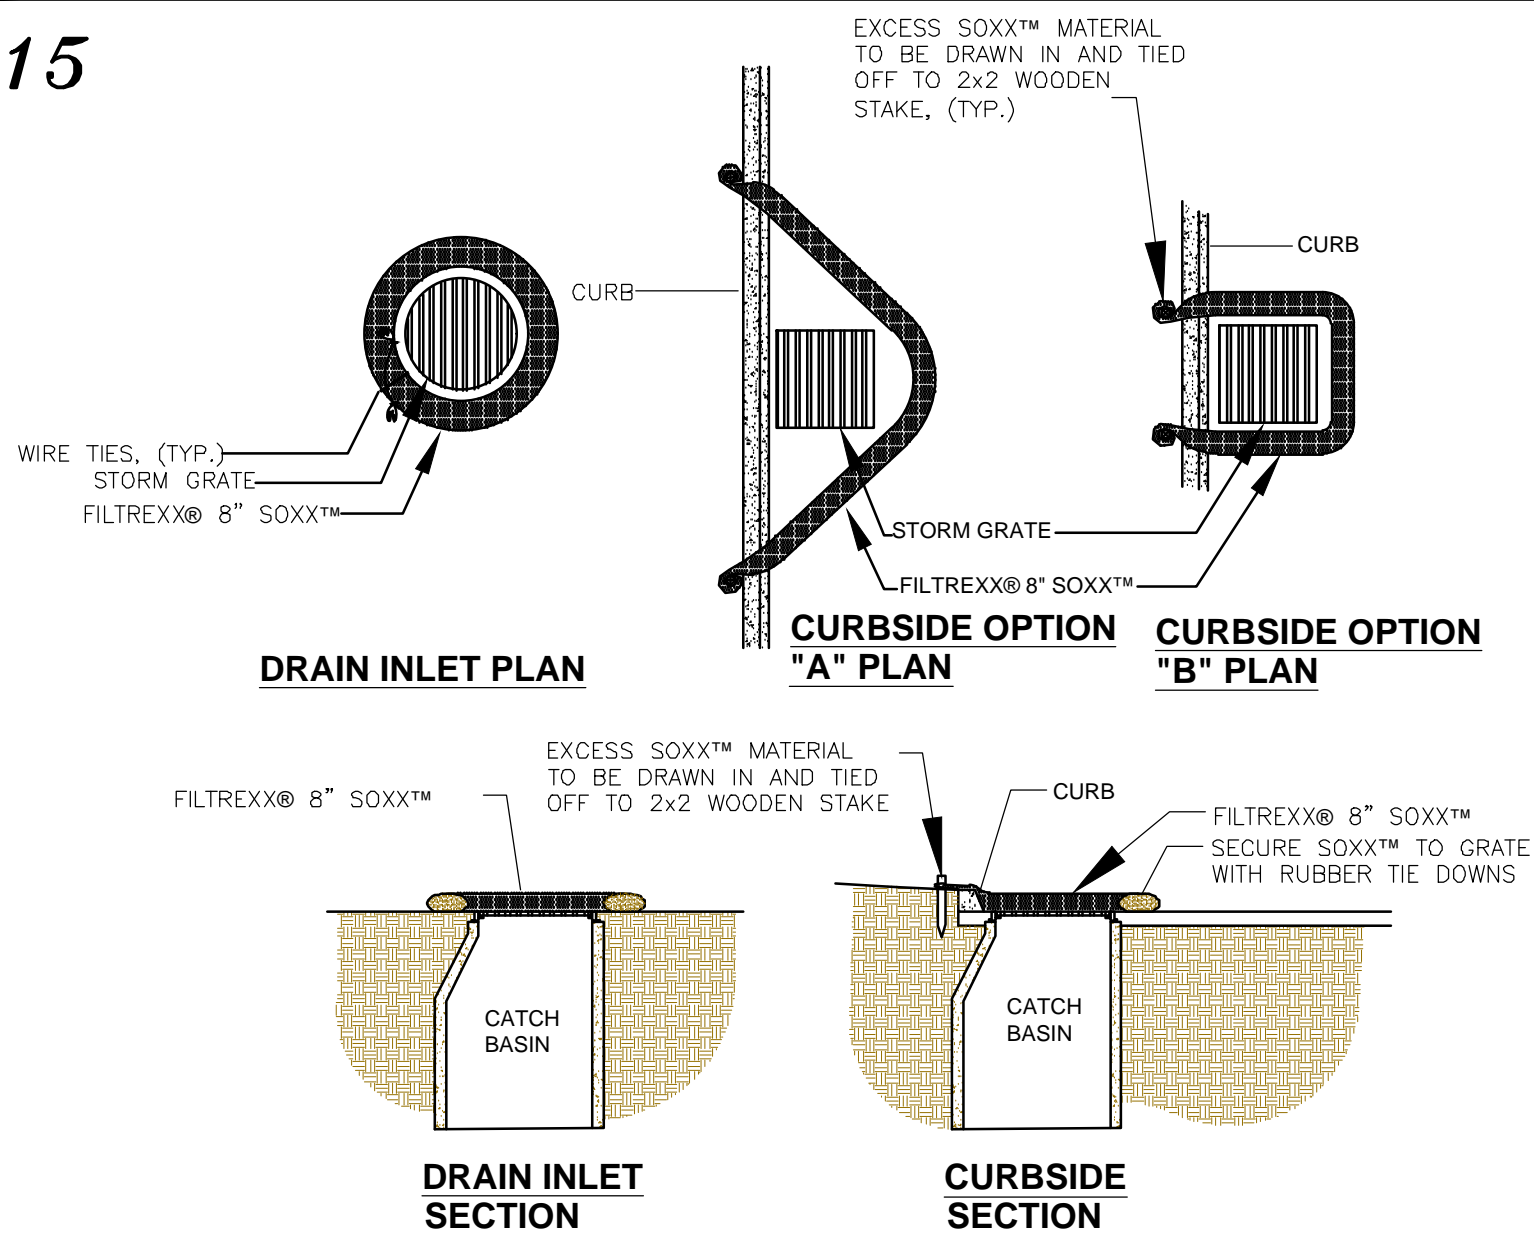 15
EXCESS SOXX™ MATERIAL
TO BE DRAWN IN AND TIED
OFF TO 2x2 WOODEN
STAKE, (TYP.)
CURB
CURB
WIRE TIES, (TYP.)
STORM GRATE
FILTREXX® 8” SOXX™
STORM GRATE
FILTREXX® 8" SOXX™
DRAIN INLET PLAN
CURBSIDE OPTION
"A" PLAN
CURBSIDE OPTION
"B" PLAN
FILTREXX® 8” SOXX™
EXCESS SOXX™ MATERIAL
TO BE DRAWN IN AND TIED
OFF TO 2x2 WOODEN STAKE
CURB
FILTREXX® 8” SOXX™
SECURE SOXX™ TO GRATE
WITH RUBBER TIE DOWNS
CATCH
BASIN
CATCH
BASIN
DRAIN INLET
SECTION
CURBSIDE
SECTION